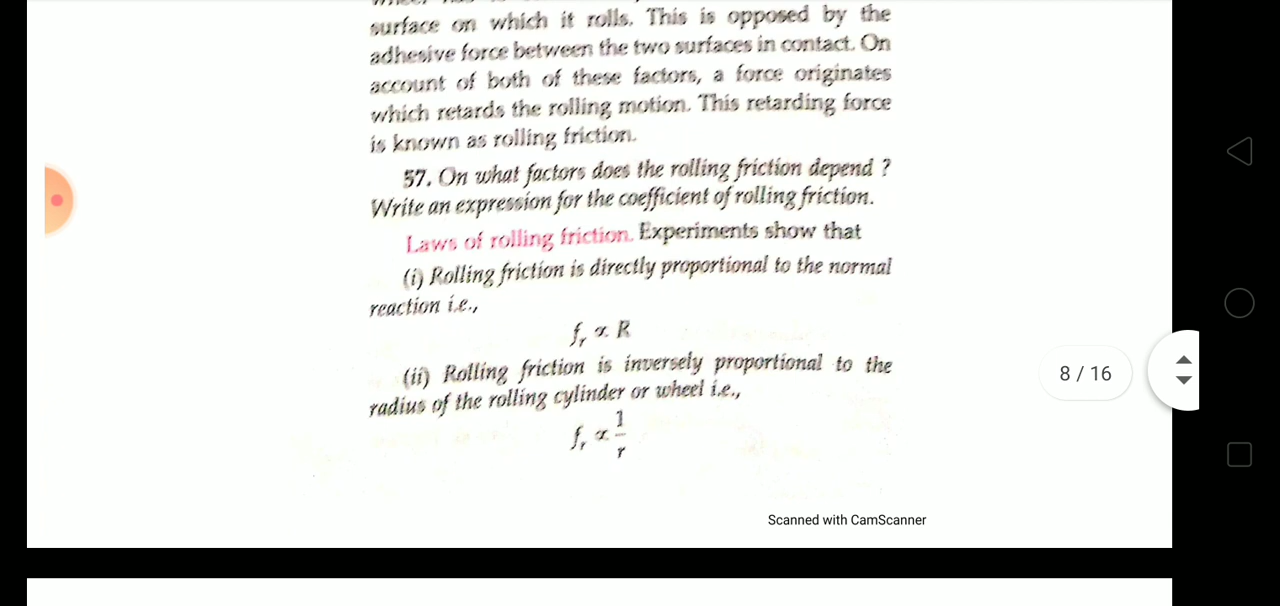 surface on which it rolls. This is opposed by the
adhesive force between the two surfaces in contact. On
account of both of these factors, a force originates
which retards the rolling motion. This retarding force
is known as rolling friction.
57. On what factors does the rolling friction depend ?
Write an expression for the coefficient of rolling friction.
Laws of rolling friction. Experiments show that
(i) Rolling friction is directly proportional to the normal
reaction i.e.,
fᵣ ∝ R
(ii) Rolling friction is inversely proportional to the
radius of the rolling cylinder or wheel i.e.,
fᵣ ∝ 1/r
8 / 16
Scanned with CamScanner